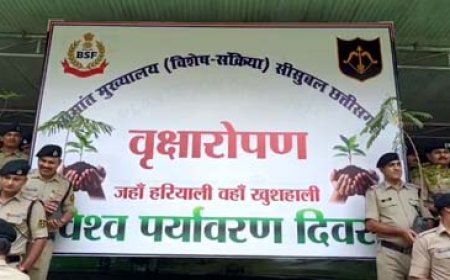 BSF
सीमांत मुख्यालय (विशेष-संक्रिया) सीसुबल छत्तीसगढ़
वृक्षारोपण
जहाँ हरियाली वहाँ खुशहाली
विश्व पर्यावरण दिवस